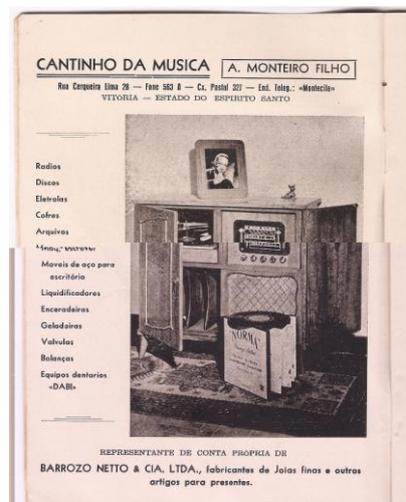 CANTINHO DA MUSICA A. MONTEIRO FILHO
Rua Cerqueira Lima 28 — Fone 563 A — Cx. Postal 327 — End. Teleg.: «Montecilo»
VITORIA — ESTADO DO ESPIRITO SANTO
Radios
Discos
Eletrolas
Cofres
Arquivos
Moveis de aço para
escritório
Liquidificadores
Enceradeiras
Geladeiras
Valvulas
Balanças
Equipos dentarios
«DABI»
NORMA
REPRESENTANTE DE CONTA PROPRIA DE
BARROZO NETTO & CIA. LTDA., fabricantes de Joias finas e outros
artigos para presentes.